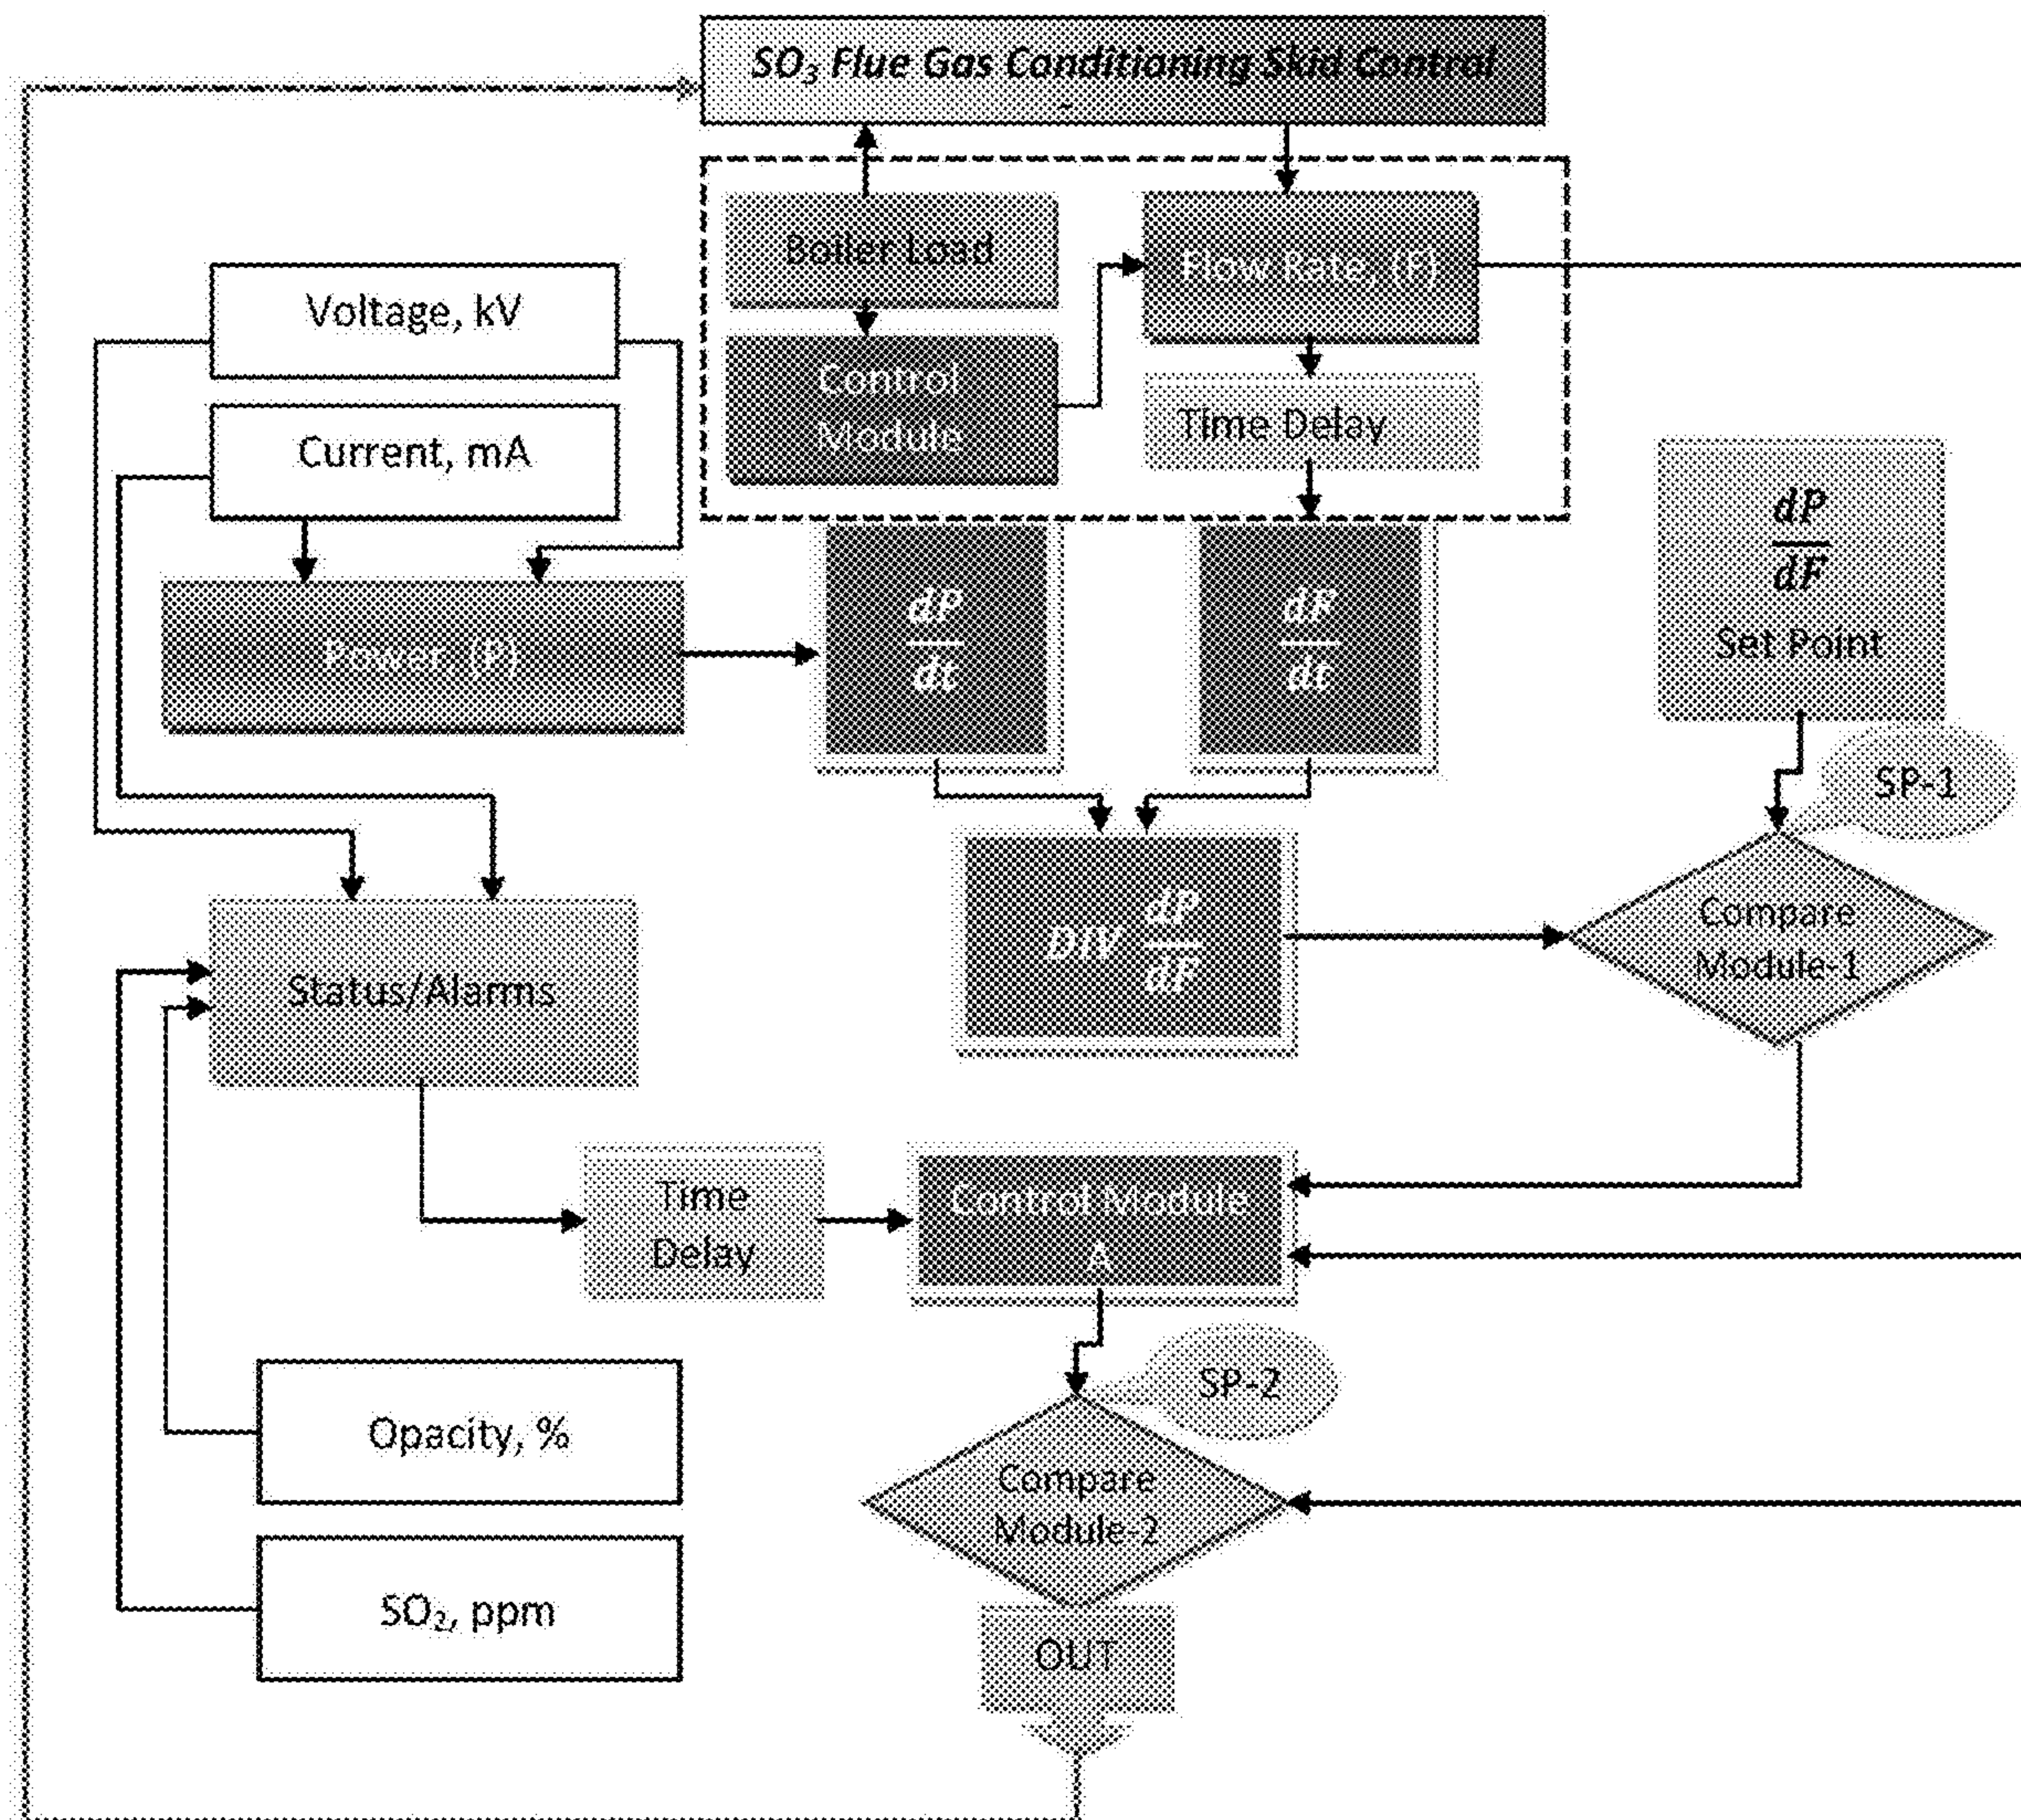 SO₃ Flue Gas Conditioning Skid Control
-
Boiler Load
Flow Rate, (F)
Voltage, kV
Control
Module
Time Delay
Current, mA
dP
dF
Set Point
Power, (P)
dP
dt
dF
dt
SP-1
DIV dP
dF
Compare
Module-1
Status/Alarms
Time
Delay
Control Module
A
SP-2
Opacity, %
Compare
Module-2
SO₂, ppm
OUT